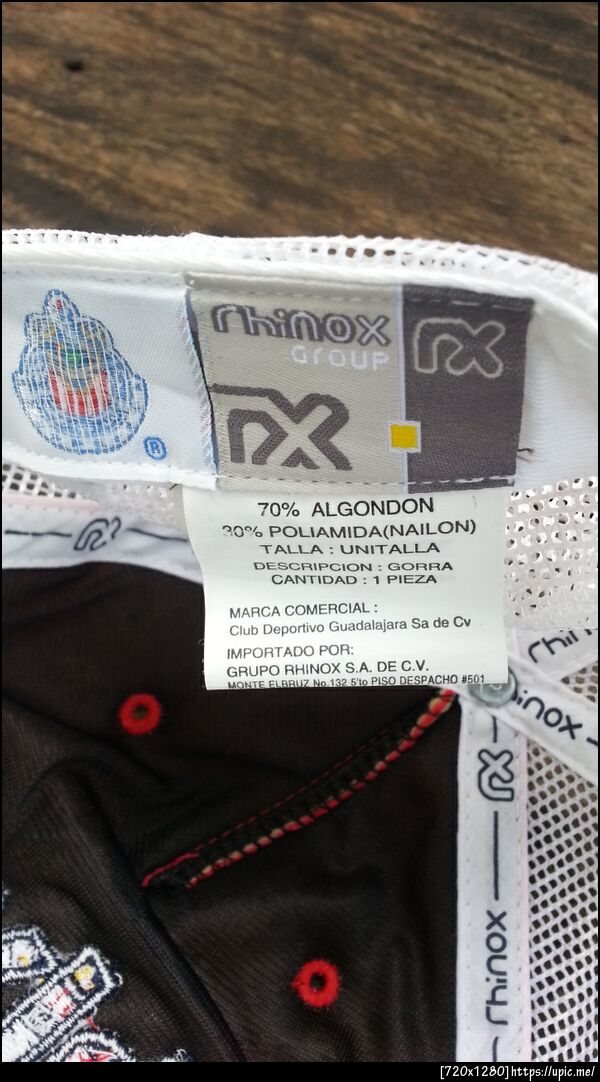 rhinox
GROUP
rx
rx
®
70% ALGONDON
30% POLIAMIDA(NAILON)
TALLA : UNITALLA
DESCRIPCION : GORRA
CANTIDAD : 1 PIEZA
MARCA COMERCIAL :
Club Deportivo Guadalajara Sa de Cv
IMPORTADO POR:
GRUPO RHINOX S.A. DE C.V.
MONTE ELBRUZ No.132 5'to PISO DESPACHO #501
rhinox
rx
rhinox
[720x1280]https://upic.me/